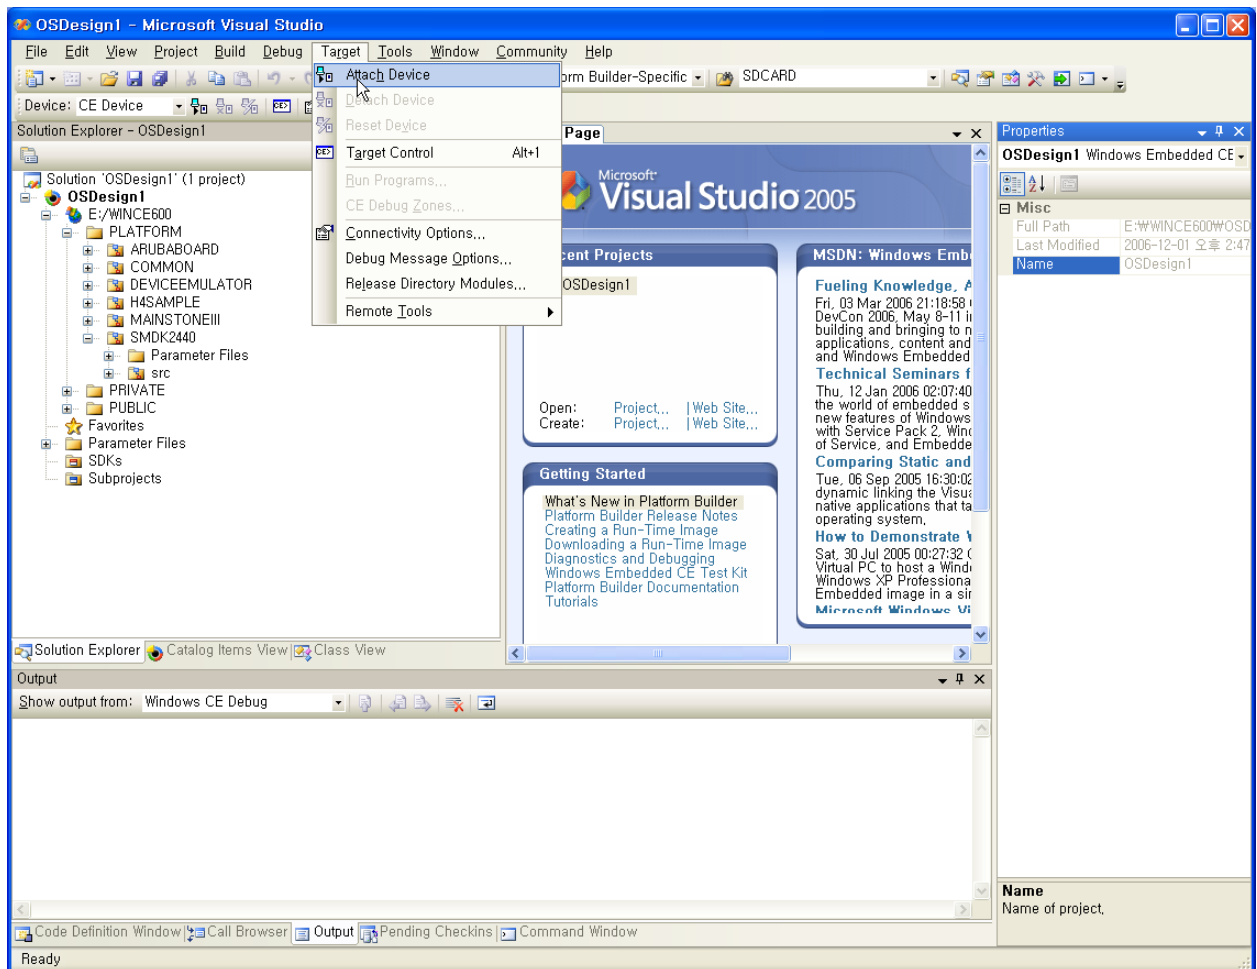 OSDesign1 - Microsoft Visual Studio
File Edit View Project Build Debug Target Tools Window Community Help
orm Builder-Specific SDCARD
Device: CE Device
Attach Device
Detach Device
Reset Device
Target Control Alt+1
Run Programs...
CE Debug Zones...
Connectivity Options...
Debug Message Options...
Release Directory Modules...
Remote Tools
Solution Explorer - OSDesign1
Solution 'OSDesign1' (1 project)
OSDesign1
E:/WINCE600
PLATFORM
ARUBABOARD
COMMON
DEVICEEMULATOR
H4SAMPLE
MAINSTONEIII
SMDK2440
Parameter Files
src
PRIVATE
PUBLIC
Favorites
Parameter Files
SDKs
Subprojects
Solution Explorer Catalog Items View Class View
Page
Microsoft
Visual Studio 2005
cent Projects
OSDesign1
Open: Project... | Web Site...
Create: Project... | Web Site...
Getting Started
What's New in Platform Builder
Platform Builder Release Notes
Creating a Run-Time Image
Downloading a Run-Time Image
Diagnostics and Debugging
Windows Embedded CE Test Kit
Platform Builder Documentation
Tutorials
MSDN: Windows Emb
Fueling Knowledge, A
Fri, 03 Mar 2006 21:18:58
DevCon 2006, May 8-11 i
building and bringing to n
applications, content and
and Windows Embedded
Technical Seminars f
Thu, 12 Jan 2006 02:07:40
the world of embedded s
new features of Windows
with Service Pack 2, Wind
of Service, and Embedde
Comparing Static and
Tue, 06 Sep 2005 16:30:02
dynamic linking the Visua
native applications that ta
operating system,
How to Demonstrate
Sat, 30 Jul 2005 00:27:32
Virtual PC to host a Wind
Windows XP Professiona
Embedded image in a si
Microsoft Windows Vi
Properties
OSDesign1 Windows Embedded CE
Misc
Full Path E:₩WINCE600₩OSD
Last Modified 2006-12-01 오후 2:47
Name OSDesign1
Name
Name of project,
Output
Show output from: Windows CE Debug
Code Definition Window Call Browser Output Pending Checkins Command Window
Ready